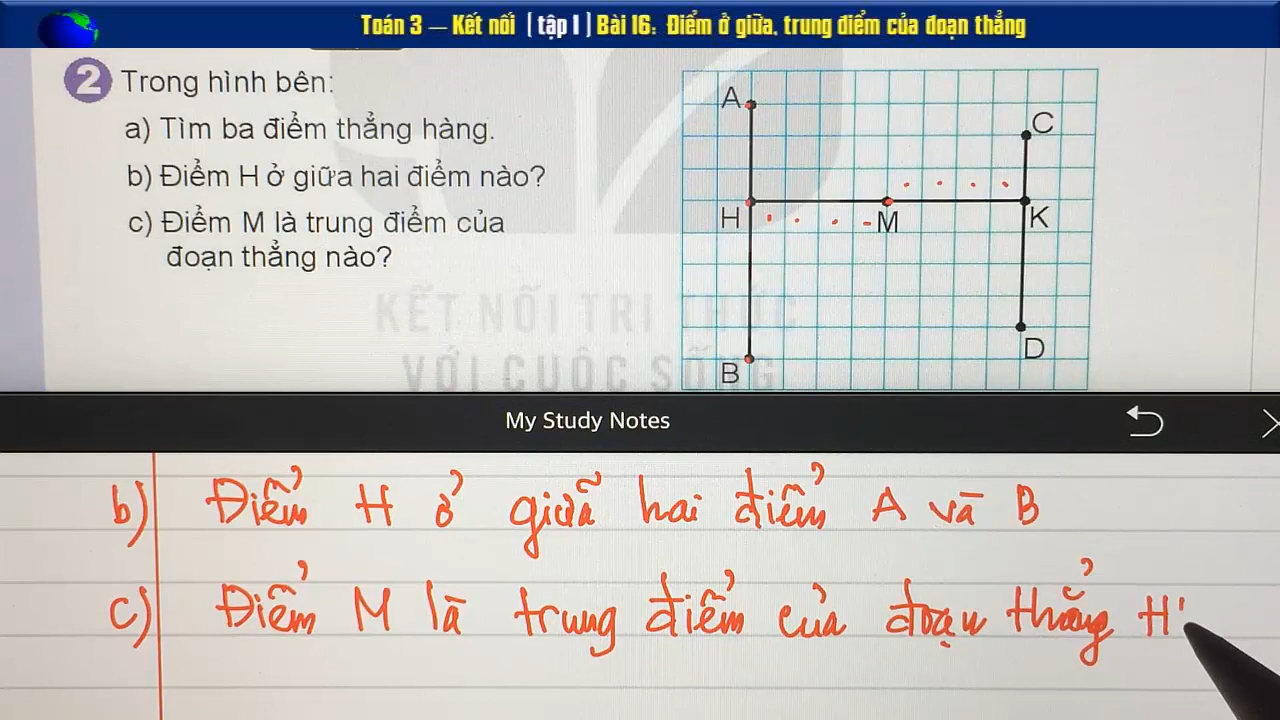 Toán 3 – Kết nối [ tập 1 ] Bài 16: Điểm ở giữa, trung điểm của đoạn thẳng
2 Trong hình bên:
a) Tìm ba điểm thẳng hàng.
b) Điểm H ở giữa hai điểm nào?
c) Điểm M là trung điểm của
đoạn thẳng nào?
A
C
H
M
K
D
B
KẾT NỐI TRI THỨC
VỚI CUỘC SỐNG
My Study Notes
b) Điểm H ở giữa hai điểm A và B
c) Điểm M là trung điểm của đoạn thẳng H